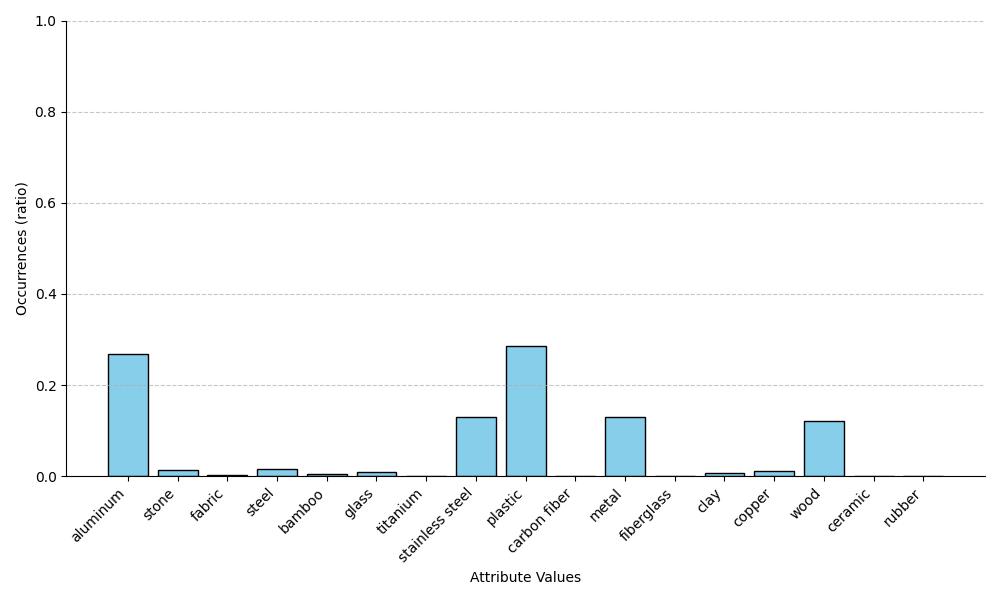 1.0
0.8
0.6
0.4
0.2
0.0
Occurrences (ratio)
aluminum
stone
fabric
steel
bamboo
glass
titanium
stainless steel
plastic
carbon fiber
metal
fiberglass
clay
copper
wood
ceramic
rubber
Attribute Values